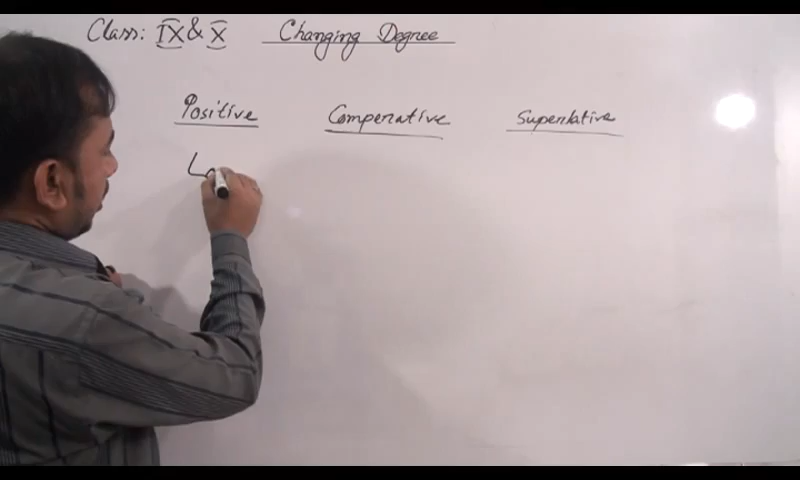 Class: IX & X Changing Degree
Positive Comperative Superlative